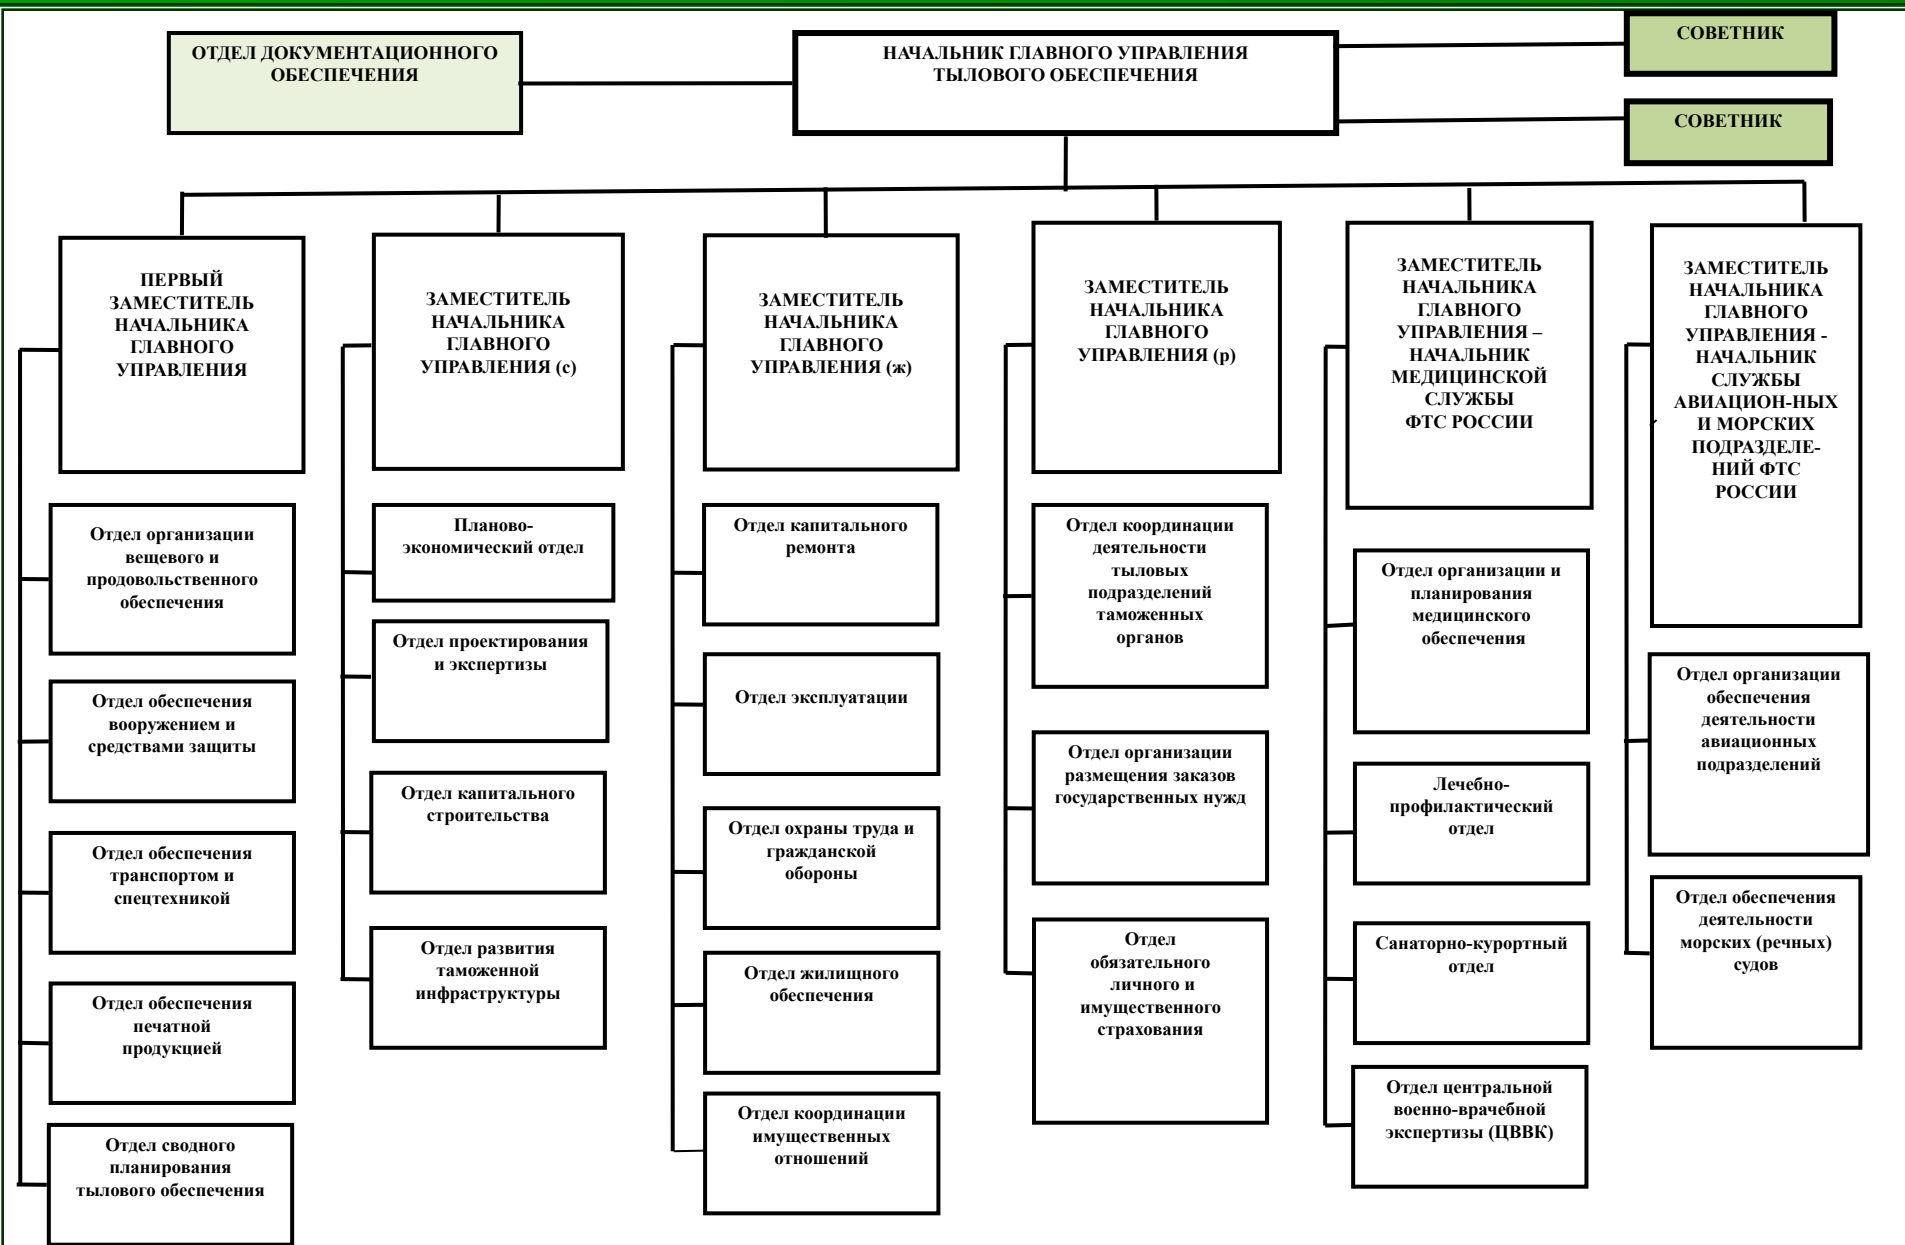 ОТДЕЛ ДОКУМЕНТАЦИОННОГО
ОБЕСПЕЧЕНИЯ
НАЧАЛЬНИК ГЛАВНОГО УПРАВЛЕНИЯ
ТЫЛОВОГО ОБЕСПЕЧЕНИЯ
СОВЕТНИК
СОВЕТНИК
ПЕРВЫЙ
ЗАМЕСТИТЕЛЬ
НАЧАЛЬНИКА
ГЛАВНОГО
УПРАВЛЕНИЯ
Отдел организации
вещевого и
продовольственного
обеспечения
Отдел обеспечения
вооружением и
средствами защиты
Отдел обеспечения
транспортом и
спецтехникой
Отдел обеспечения
печатной
продукцией
Отдел сводного
планирования
тылового обеспечения
ЗАМЕСТИТЕЛЬ
НАЧАЛЬНИКА
ГЛАВНОГО
УПРАВЛЕНИЯ (с)
Планово-
экономический отдел
Отдел проектирования
и экспертизы
Отдел капитального
строительства
Отдел развития
таможенной
инфраструктуры
ЗАМЕСТИТЕЛЬ
НАЧАЛЬНИКА
ГЛАВНОГО
УПРАВЛЕНИЯ (ж)
Отдел капитального
ремонта
Отдел эксплуатации
Отдел охраны труда и
гражданской
обороны
Отдел жилищного
обеспечения
Отдел координации
имущественных
отношений
ЗАМЕСТИТЕЛЬ
НАЧАЛЬНИКА
ГЛАВНОГО
УПРАВЛЕНИЯ (р)
Отдел координации
деятельности
тыловых
подразделений
таможенных
органов
Отдел организации
размещения заказов
государственных нужд
Отдел
обязательного
личного и
имущественного
страхования
ЗАМЕСТИТЕЛЬ
НАЧАЛЬНИКА
ГЛАВНОГО
УПРАВЛЕНИЯ –
НАЧАЛЬНИК
МЕДИЦИНСКОЙ
СЛУЖБЫ
ФТС РОССИИ
Отдел организации и
планирования
медицинского
обеспечения
Лечебно-
профилактический
отдел
Санаторно-курортный
отдел
Отдел центральной
военно-врачебной
экспертизы (ЦВВК)
ЗАМЕСТИТЕЛЬ
НАЧАЛЬНИКА
ГЛАВНОГО
УПРАВЛЕНИЯ -
НАЧАЛЬНИК
СЛУЖБЫ
АВИАЦИОН-НЫХ
И МОРСКИХ
ПОДРАЗДЕЛЕ-
НИЙ ФТС
РОССИИ
Отдел организации
обеспечения
деятельности
авиационных
подразделений
Отдел обеспечения
деятельности
морских (речных)
судов